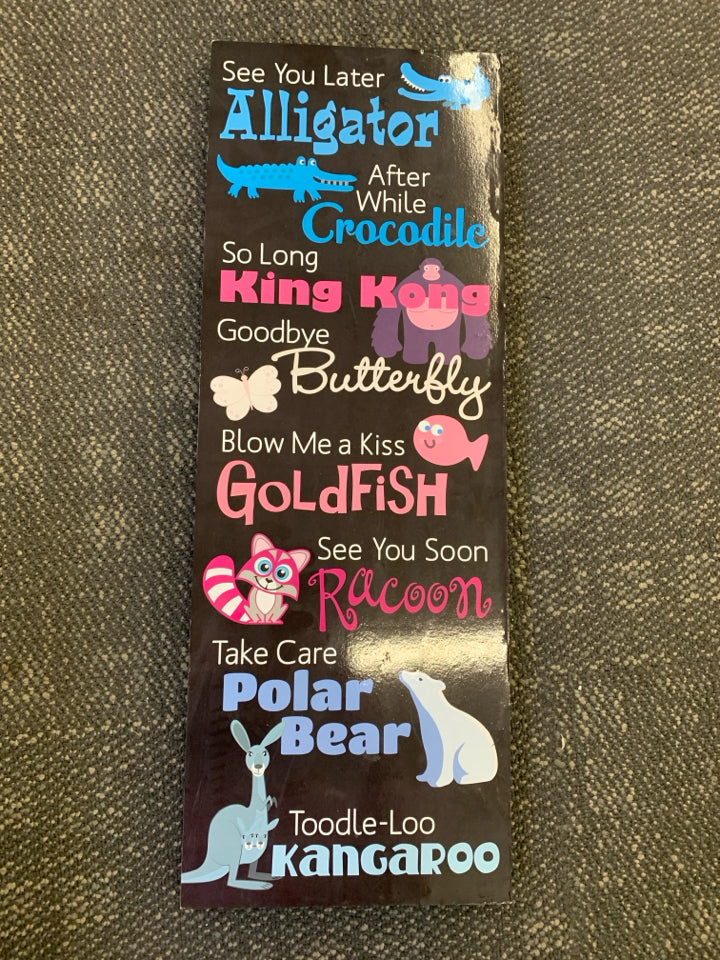 See You Later
Alligator
After
While
Crocodile
So Long
King Kong
Goodbye
Butterfly
Blow Me a Kiss
GoLdFiSH
See You Soon
Racoon
Take Care
Polar
Bear
Toodle-Loo
KANGAROO